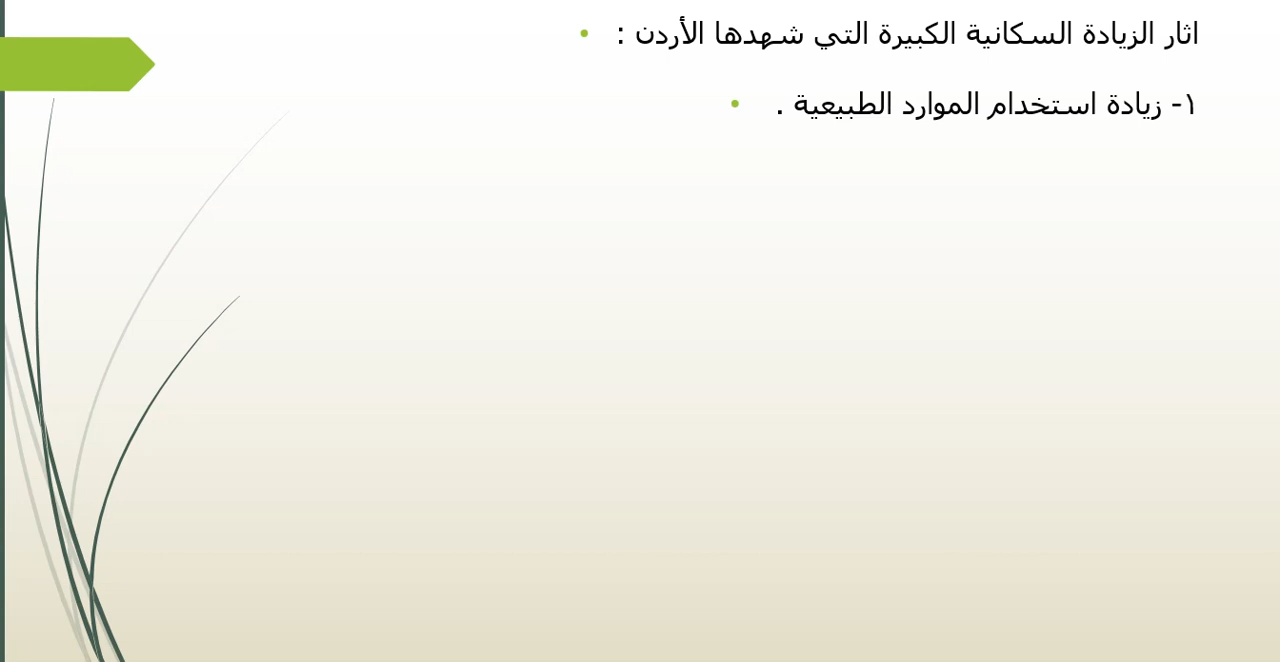 اثار الزيادة السكانية الكبيرة التي شهدها الأردن :
١- زيادة استخدام الموارد الطبيعية .